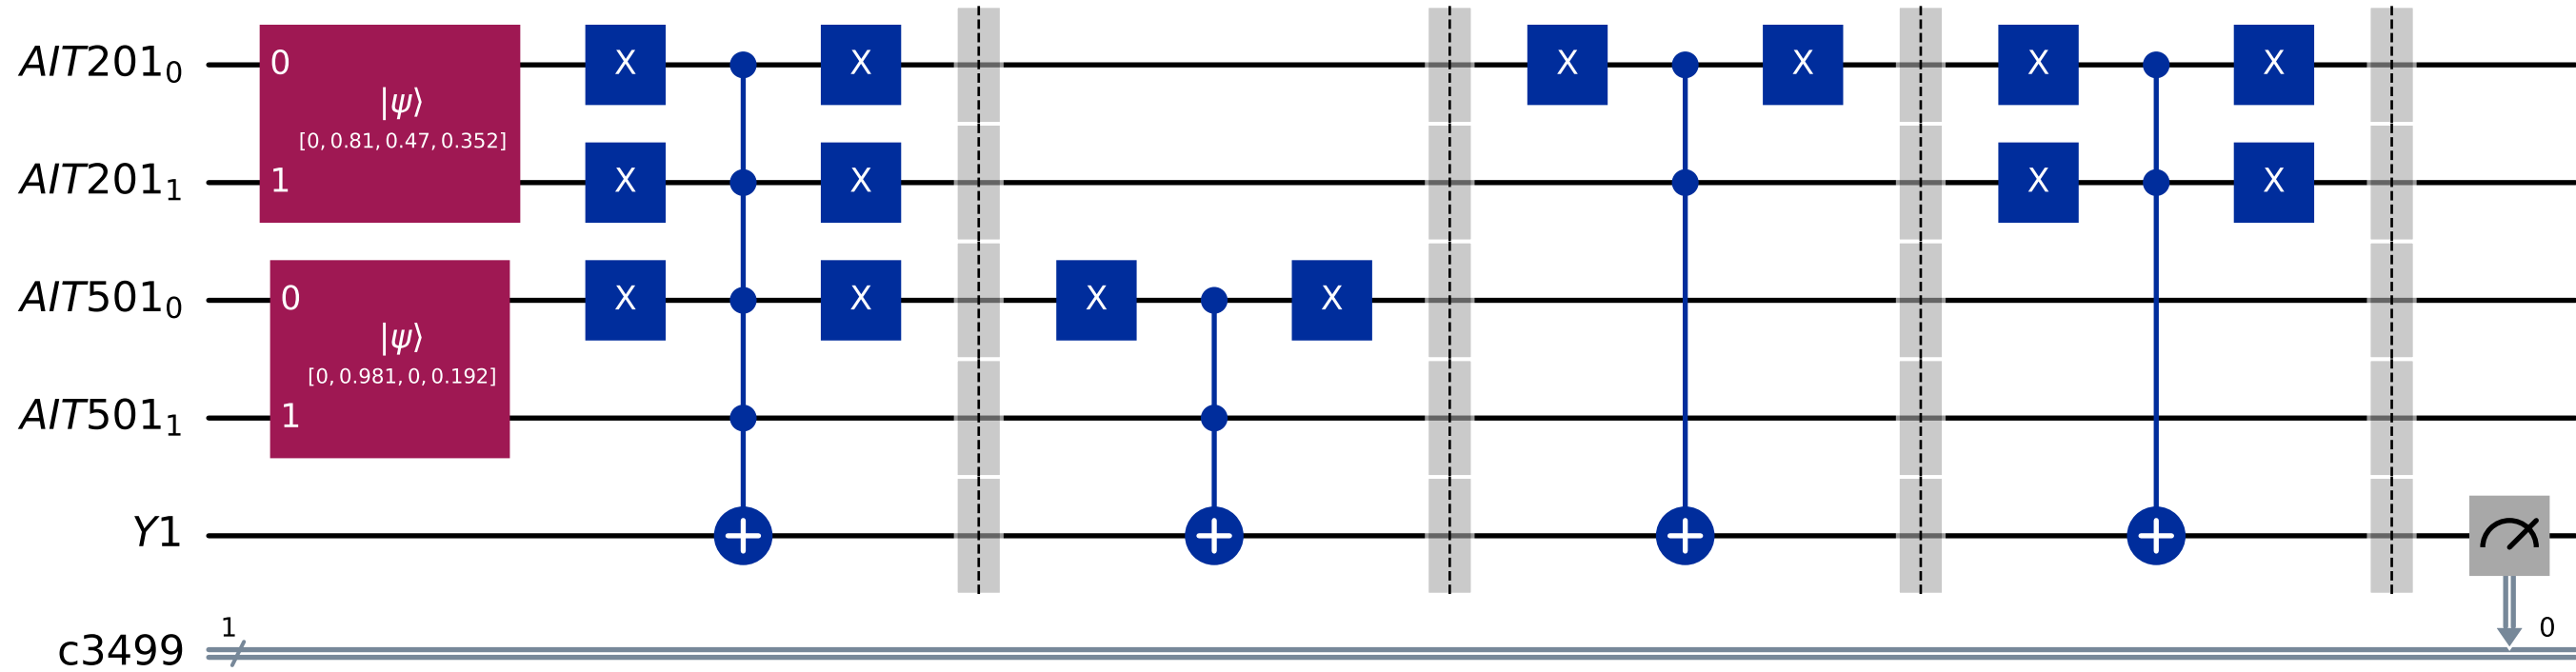 AIT201₀ 0 X X X X X X
|ψ⟩
[0, 0.81, 0.47, 0.352]
AIT201₁ 1 X X X X
AIT501₀ 0 X X X X
|ψ⟩
[0, 0.981, 0, 0.192]
AIT501₁ 1
Y1
1 0
c3499